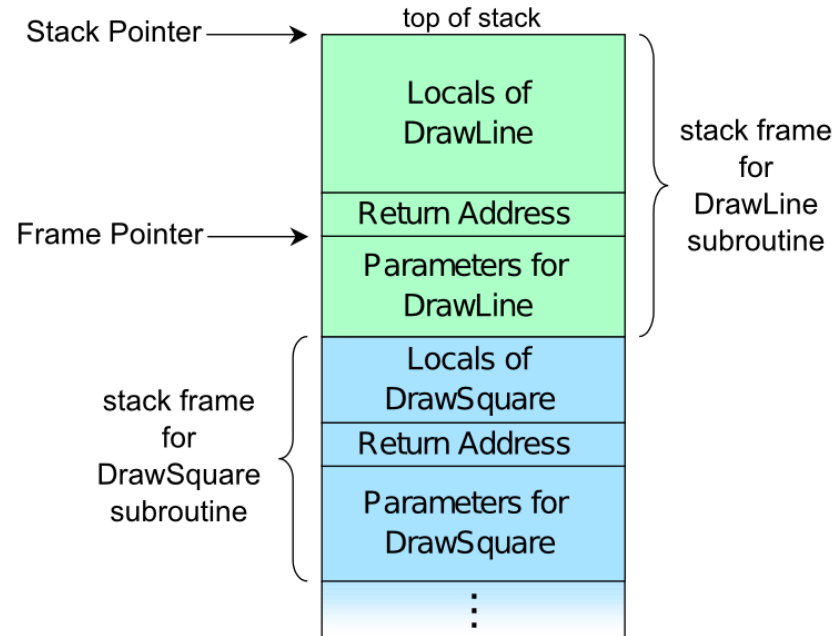 top of stack
Stack Pointer
Locals of
DrawLine
stack frame
for
DrawLine
subroutine
Return Address
Frame Pointer
Parameters for
DrawLine
Locals of
DrawSquare
stack frame
for
DrawSquare
subroutine
Return Address
Parameters for
DrawSquare
⋮